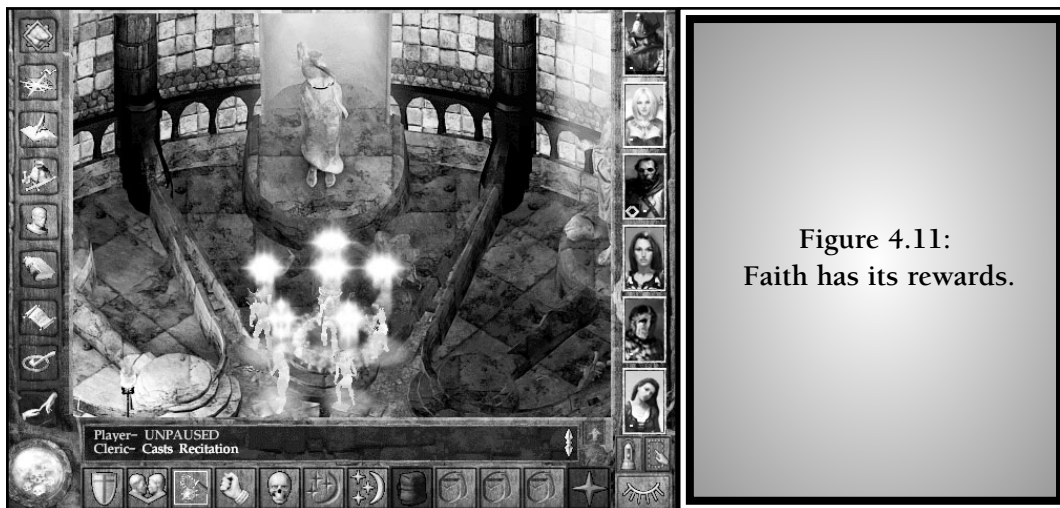 Player- UNPAUSED
Cleric- Casts Recitation
Figure 4.11:
Faith has its rewards.